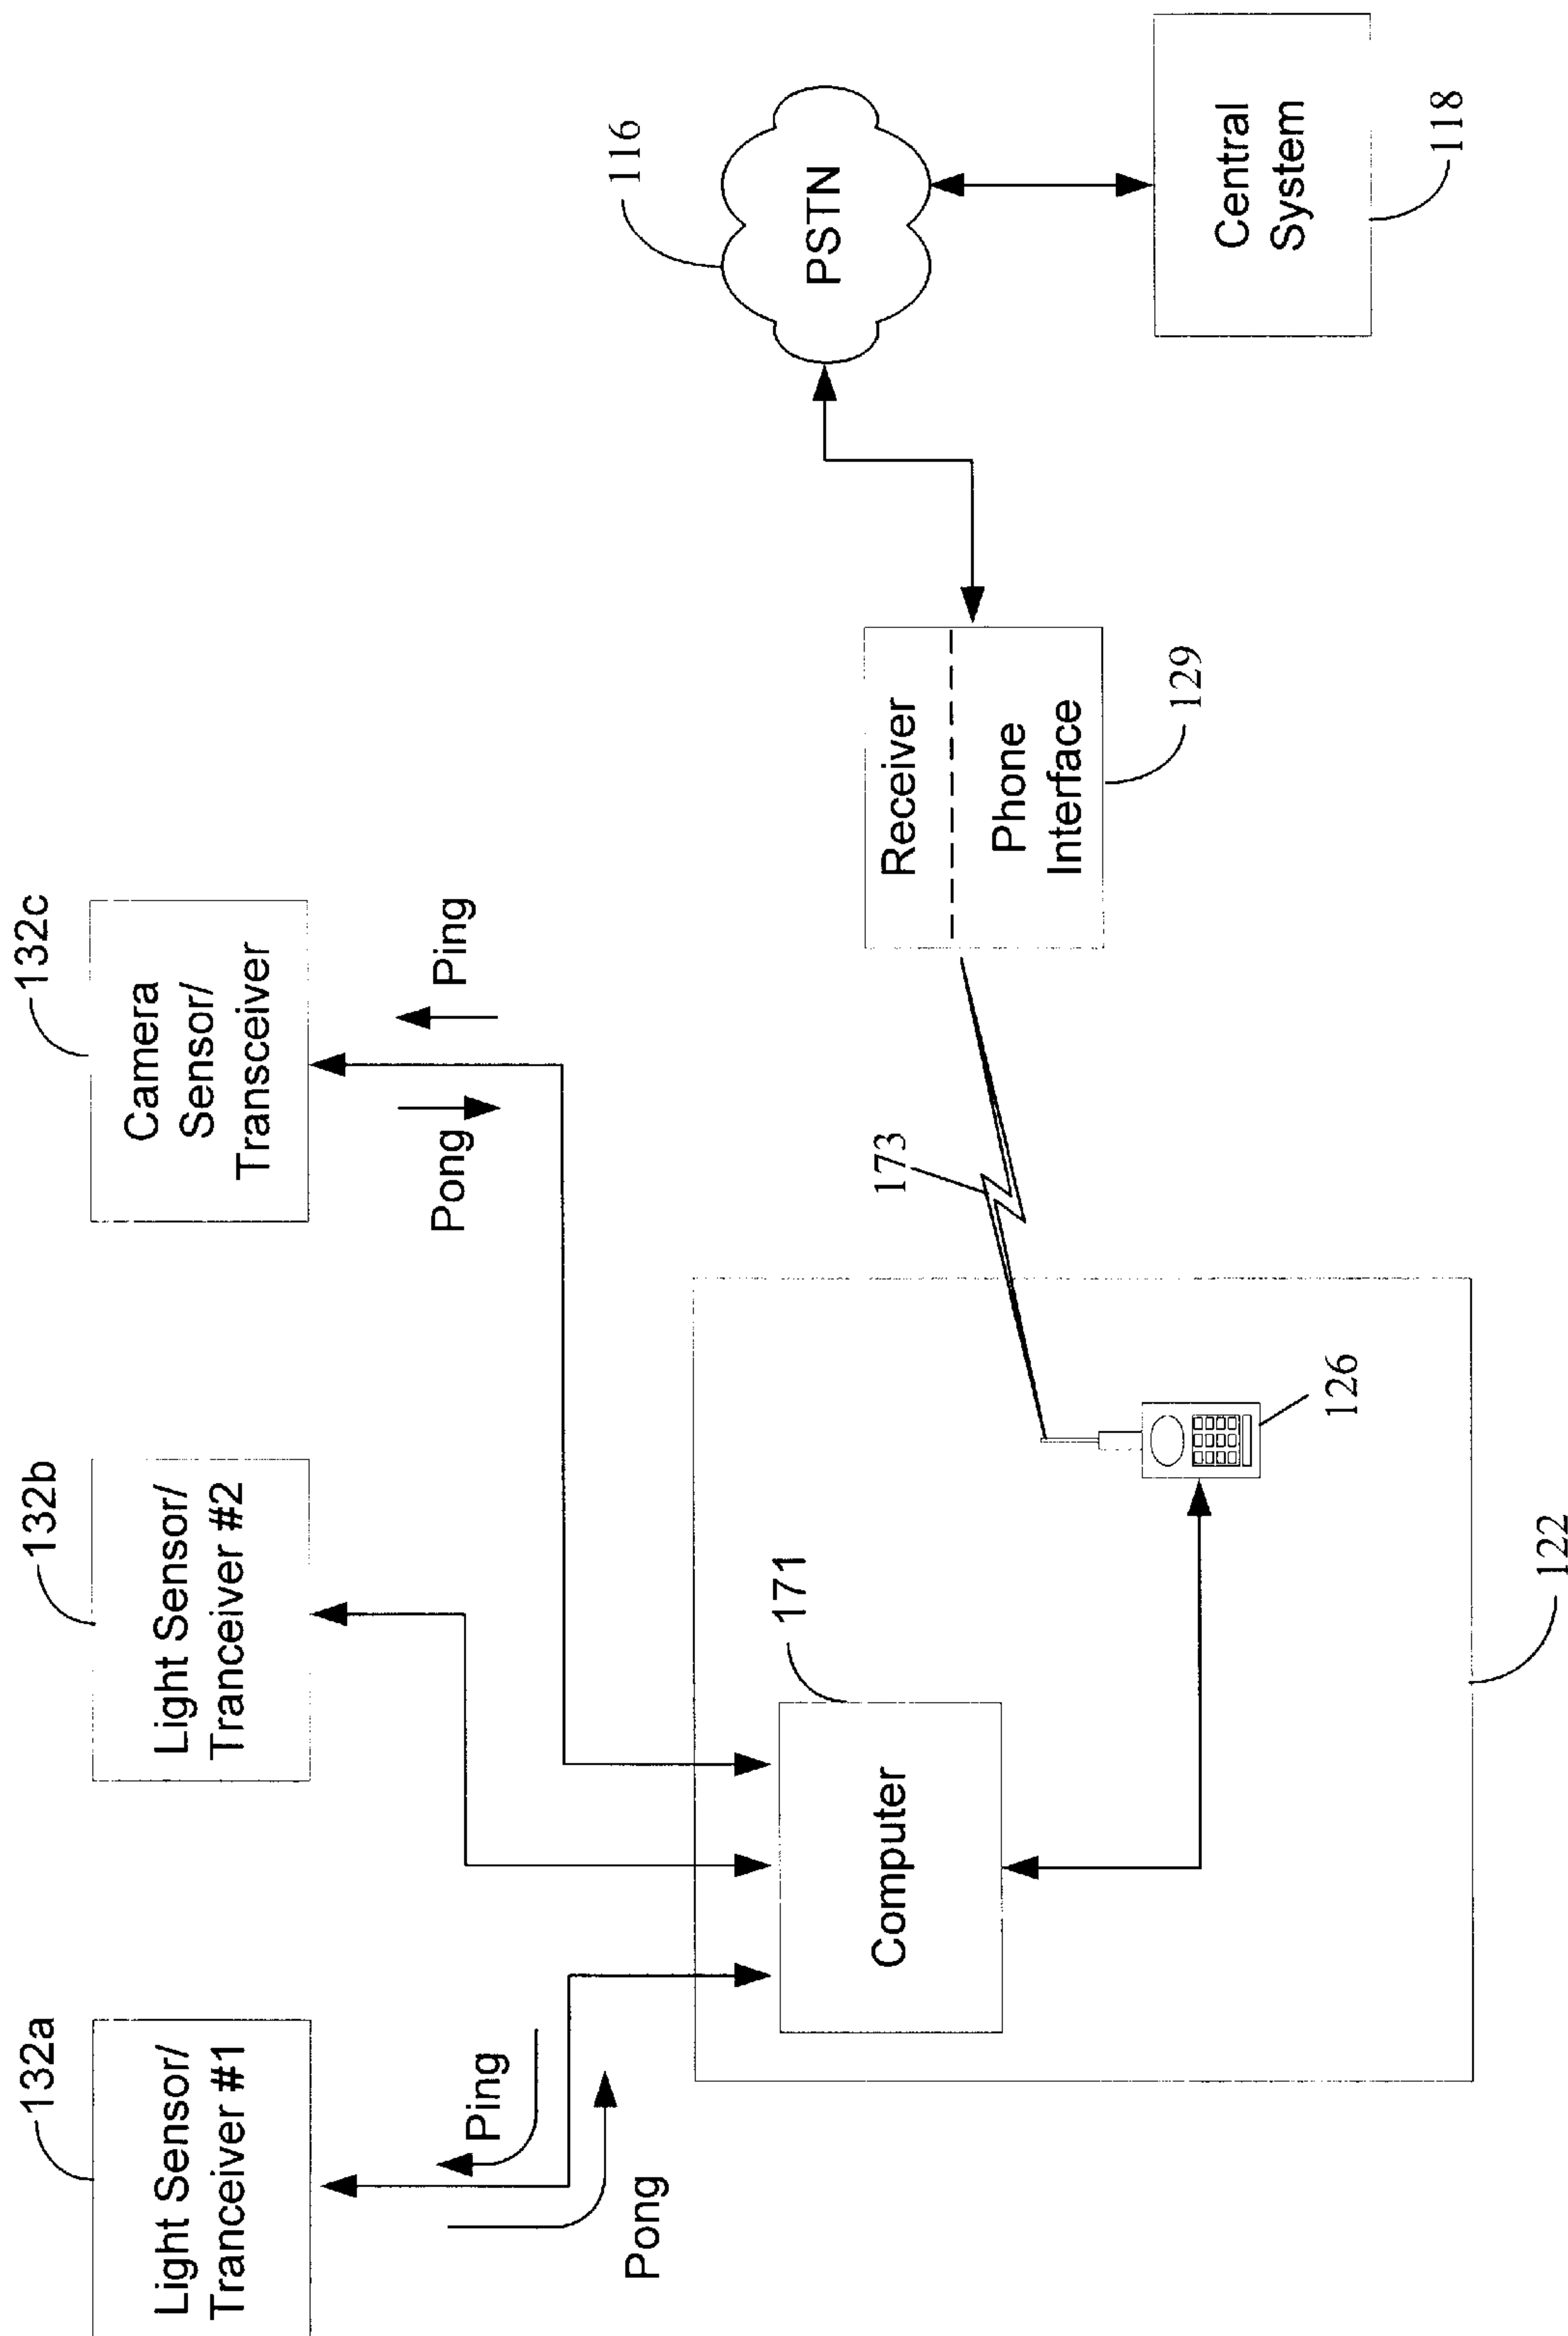 132a
Light Sensor/
Tranceiver #1
132b
Light Sensor/
Tranceiver #2
132c
Camera
Sensor/
Transceiver
Ping
Pong
Pong
Ping
171
Computer
126
122
173
Receiver
Phone
Interface
129
116
PSTN
Central
System
118